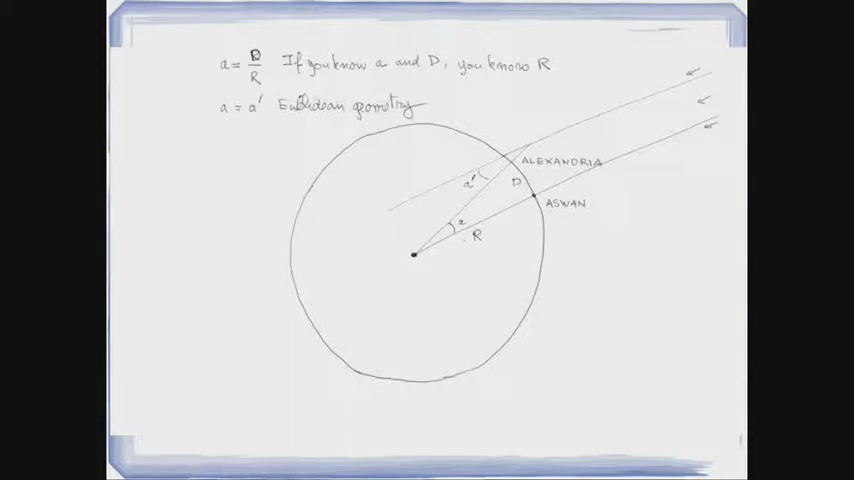 a = D/R If you know a and D, you know R
a = a' Euclidean geometry
ALEXANDRIA
a'
D
ASWAN
a
R